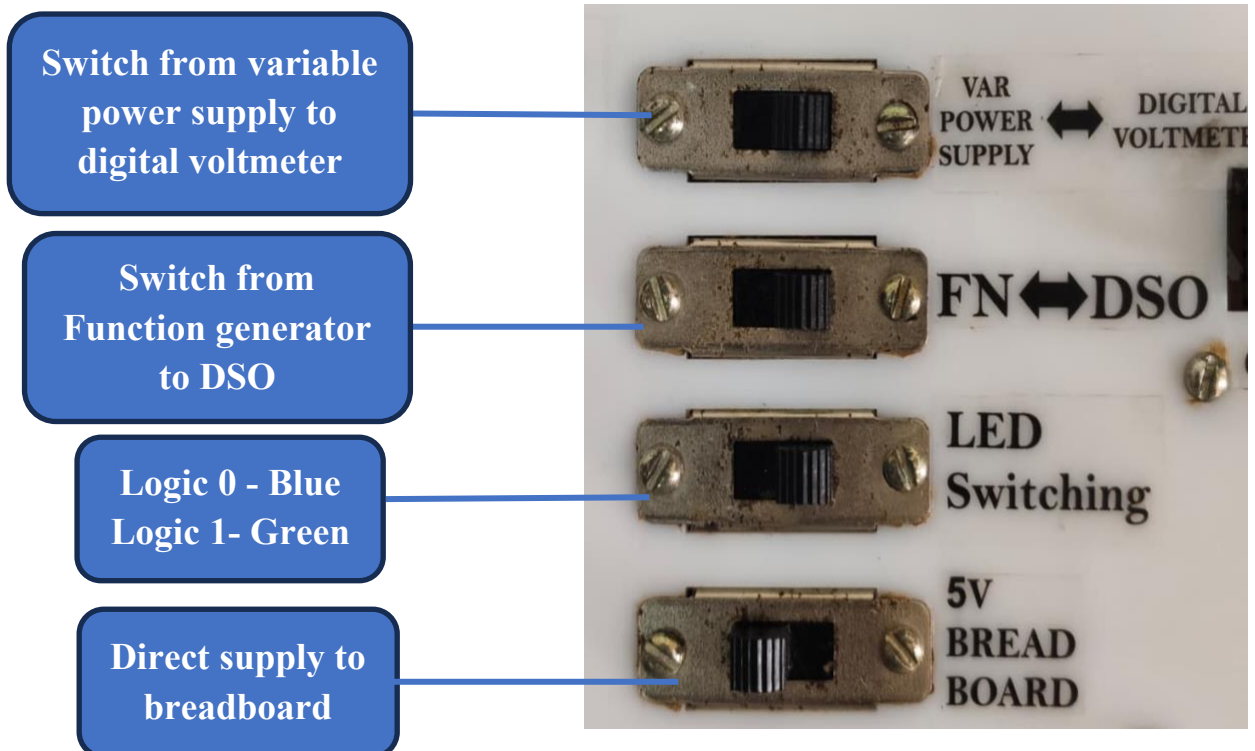 Switch from variable
power supply to
digital voltmeter
Switch from
Function generator
to DSO
Logic 0 - Blue
Logic 1- Green
Direct supply to
breadboard
VAR
POWER
SUPPLY
DIGITAL
VOLTMETE
FN DSO
LED
Switching
5V
BREAD
BOARD